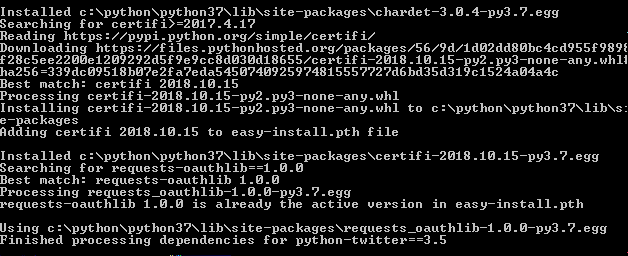 Installed c:\python\python37\lib\site-packages\chardet-3.0.4-py3.7.egg
Searching for certifi>=2017.4.17
Reading https://pypi.python.org/simple/certifi/
Downloading https://files.pythonhosted.org/packages/56/9d/1d02dd80bc4cd955f9898
f28c5ee2200e1209292d5f9e9cc8d030d18655/certifi-2018.10.15-py2.py3-none-any.whl#
ha256=339dc09518b07e2fa7eda5450740925974815557727d6bd35d319c1524a04a4c
Best match: certifi 2018.10.15
Processing certifi-2018.10.15-py2.py3-none-any.whl
Installing certifi-2018.10.15-py2.py3-none-any.whl to c:\python\python37\lib\si
e-packages
Adding certifi 2018.10.15 to easy-install.pth file
Installed c:\python\python37\lib\site-packages\certifi-2018.10.15-py3.7.egg
Searching for requests-oauthlib==1.0.0
Best match: requests-oauthlib 1.0.0
Processing requests_oauthlib-1.0.0-py3.7.egg
requests-oauthlib 1.0.0 is already the active version in easy-install.pth
Using c:\python\python37\lib\site-packages\requests_oauthlib-1.0.0-py3.7.egg
Finished processing dependencies for python-twitter==3.5